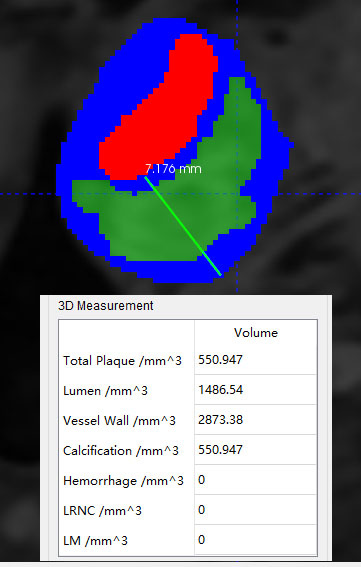 7.176 mm
3D Measurement
Volume
Total Plaque /mm^3 550.947
Lumen /mm^3 1486.54
Vessel Wall /mm^3 2873.38
Calcification /mm^3 550.947
Hemorrhage /mm^3 0
LRNC /mm^3 0
LM /mm^3 0